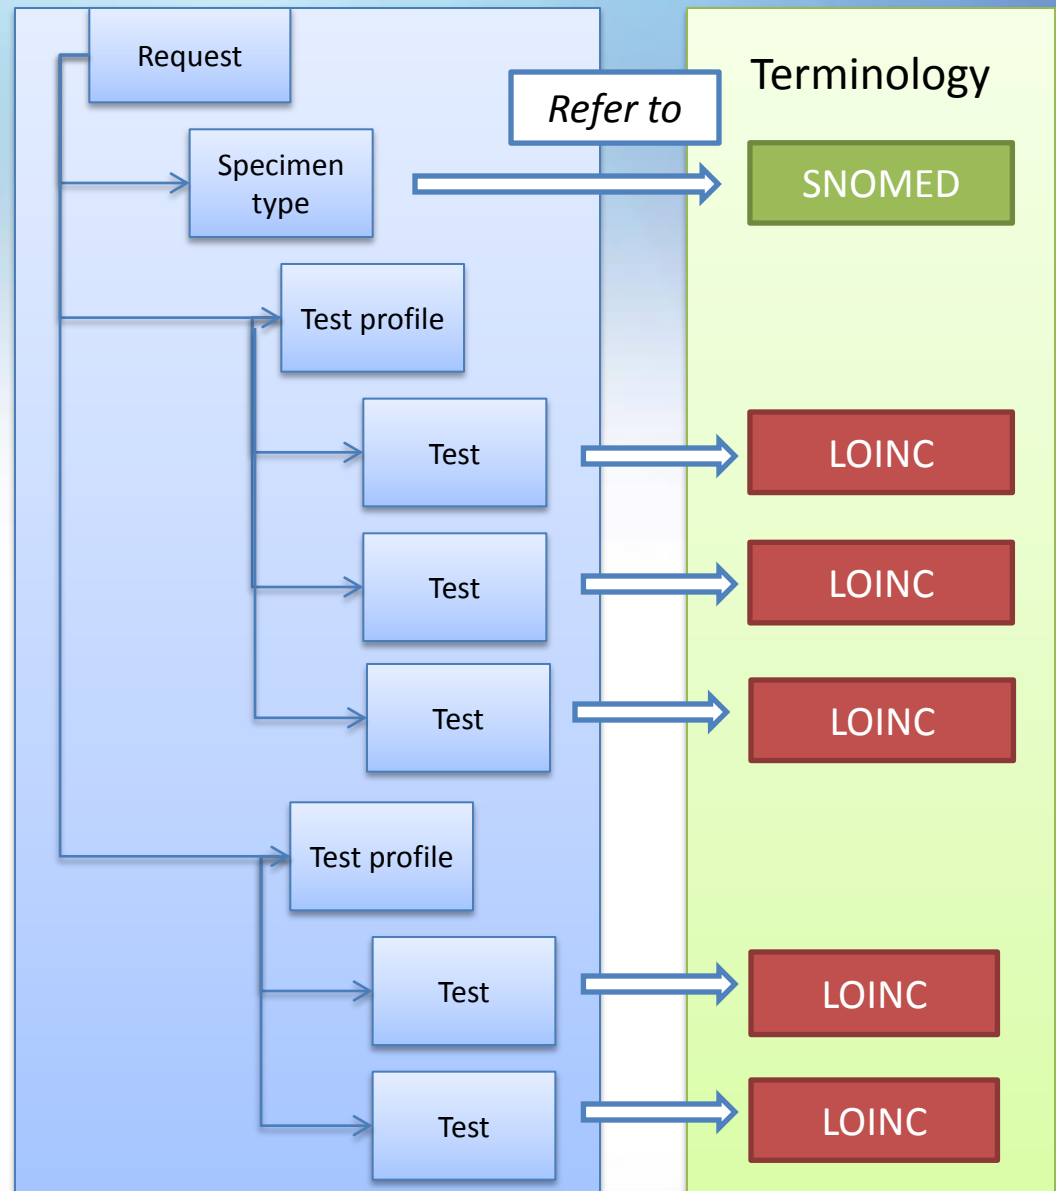 Request
Terminology
Refer to
Specimen
type
SNOMED
Test profile
Test
LOINC
Test
LOINC
Test
LOINC
Test profile
Test
LOINC
Test
LOINC